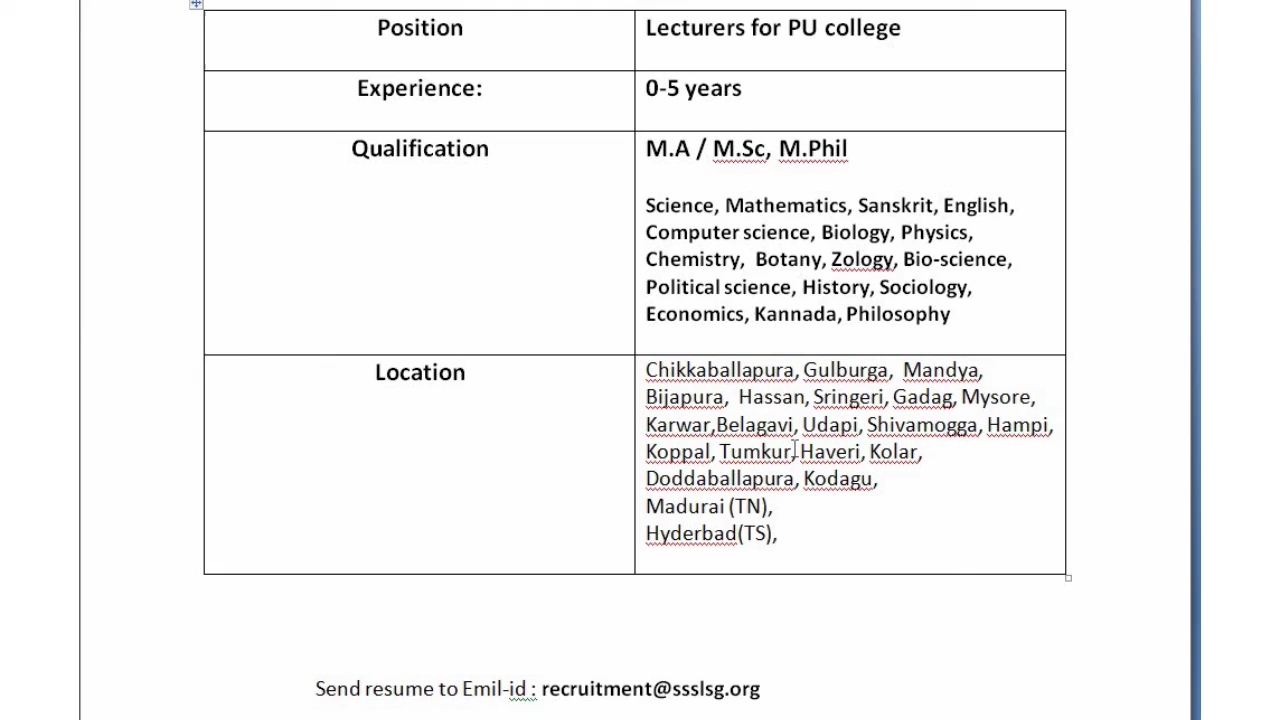 Position
Lecturers for PU college
Experience:
0-5 years
Qualification
M.A / M.Sc, M.Phil
Science, Mathematics, Sanskrit, English,
Computer science, Biology, Physics,
Chemistry,  Botany, Zology, Bio-science,
Political science, History, Sociology,
Economics, Kannada, Philosophy
Location
Chikkaballapura, Gulburga,  Mandya,
Bijapura,  Hassan, Sringeri, Gadag, Mysore,
Karwar,Belagavi, Udapi, Shivamogga, Hampi,
Koppal, Tumkur, Haveri, Kolar,
Doddaballapura, Kodagu,
Madurai (TN),
Hyderbad(TS),
Send resume to Emil-id : recruitment@ssslsg.org